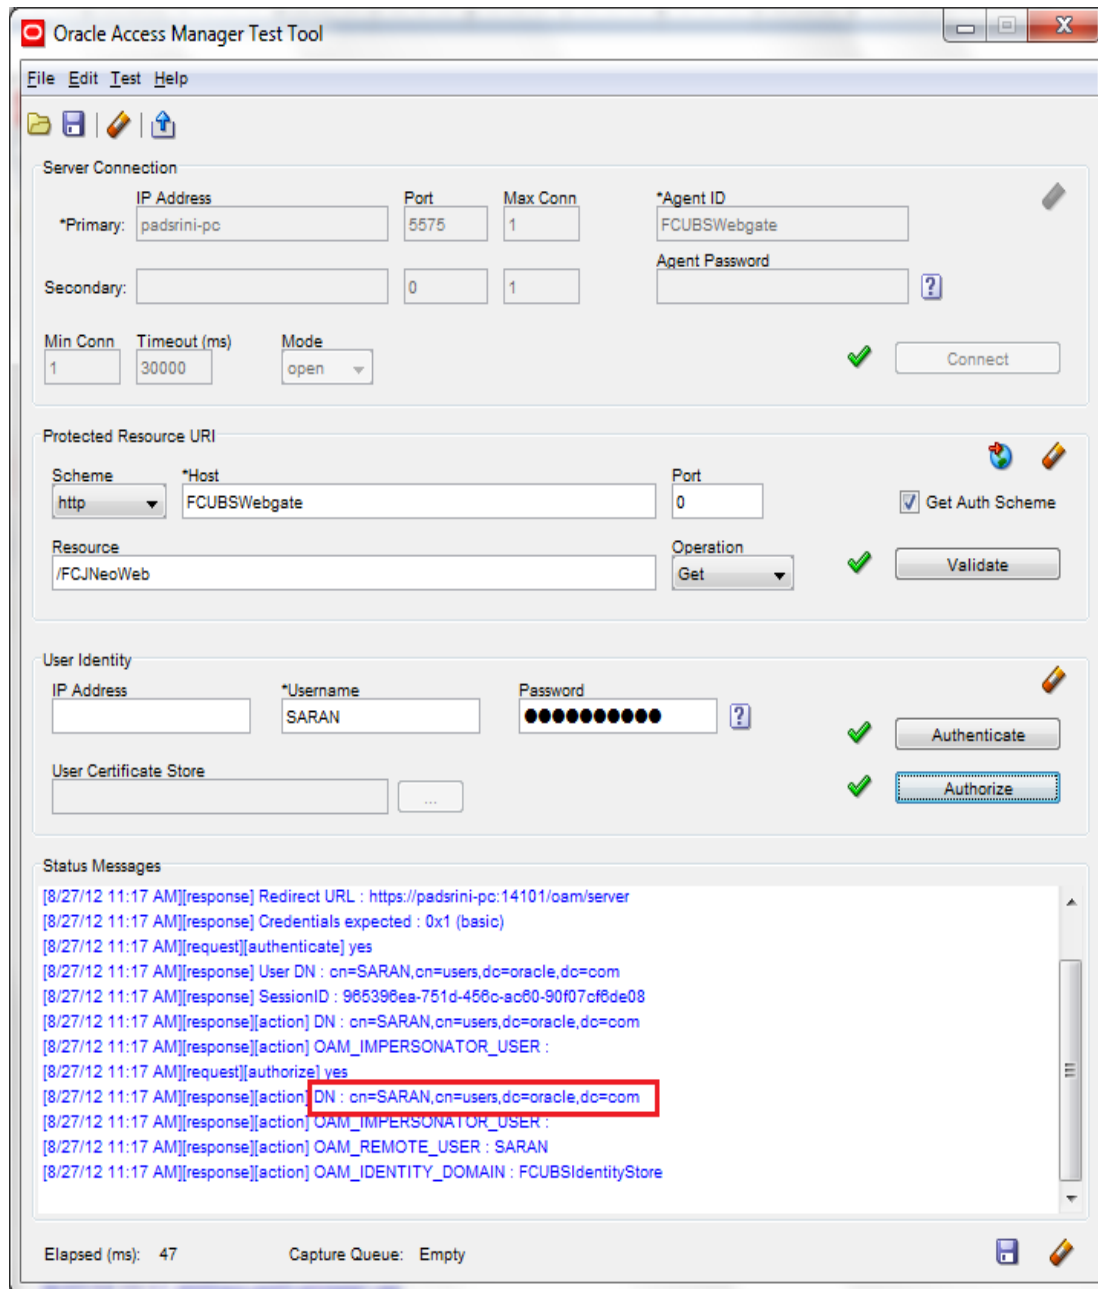 Oracle Access Manager Test Tool
File Edit Test Help
Server Connection
IP Address Port Max Conn *Agent ID
*Primary: padsrini-pc 5575 1 FCUBSWebgate
Agent Password
Secondary: 0 1
Min Conn Timeout (ms) Mode
1 30000 open Connect
Protected Resource URI
Scheme *Host Port
http FCUBSWebgate 0 Get Auth Scheme
Resource Operation
/FCJNeoWeb Get Validate
User Identity
IP Address *Username Password
SARAN ●●●●●●●●●●
Authenticate
User Certificate Store
... Authorize
Status Messages
[8/27/12 11:17 AM][response] Redirect URL : https://padsrini-pc:14101/oam/server
[8/27/12 11:17 AM][response] Credentials expected : 0x1 (basic)
[8/27/12 11:17 AM][request][authenticate] yes
[8/27/12 11:17 AM][response] User DN : cn=SARAN,cn=users,dc=oracle,dc=com
[8/27/12 11:17 AM][response] SessionID : 965396ea-751d-456c-ac60-90f07cf6de08
[8/27/12 11:17 AM][response][action] DN : cn=SARAN,cn=users,dc=oracle,dc=com
[8/27/12 11:17 AM][response][action] OAM_IMPERSONATOR_USER :
[8/27/12 11:17 AM][request][authorize] yes
[8/27/12 11:17 AM][response][action] DN : cn=SARAN,cn=users,dc=oracle,dc=com
[8/27/12 11:17 AM][response][action] OAM_IMPERSONATOR_USER :
[8/27/12 11:17 AM][response][action] OAM_REMOTE_USER : SARAN
[8/27/12 11:17 AM][response][action] OAM_IDENTITY_DOMAIN : FCUBSIdentityStore
Elapsed (ms): 47 Capture Queue: Empty